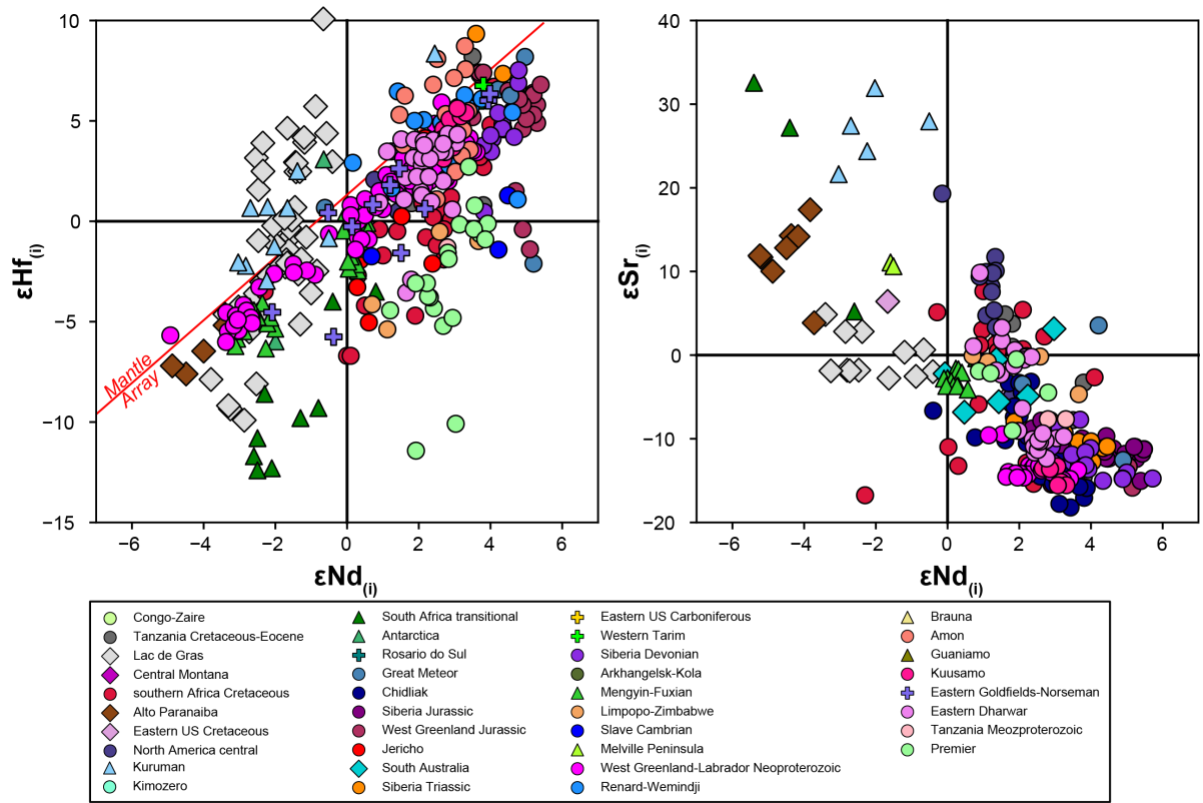 10
5
0
−5
−10
−15
−6
−4
−2
0
2
4
6
εHf(i)
εNd(i)
Mantle
Array
40
30
20
10
0
−10
−20
−6
−4
−2
0
2
4
6
εSr(i)
εNd(i)
Congo-Zaire
Tanzania Cretaceous-Eocene
Lac de Gras
Central Montana
southern Africa Cretaceous
Alto Paranaiba
Eastern US Cretaceous
North America central
Kuruman
Kimozero
South Africa transitional
Antarctica
Rosario do Sul
Great Meteor
Chidliak
Siberia Jurassic
West Greenland Jurassic
Jericho
South Australia
Siberia Triassic
Eastern US Carboniferous
Western Tarim
Siberia Devonian
Arkhangelsk-Kola
Mengyin-Fuxian
Limpopo-Zimbabwe
Slave Cambrian
Melville Peninsula
West Greenland-Labrador Neoproterozoic
Renard-Wemindji
Brauna
Amon
Guaniamo
Kuusamo
Eastern Goldfields-Norseman
Eastern Dharwar
Tanzania Meozproterozoic
Premier